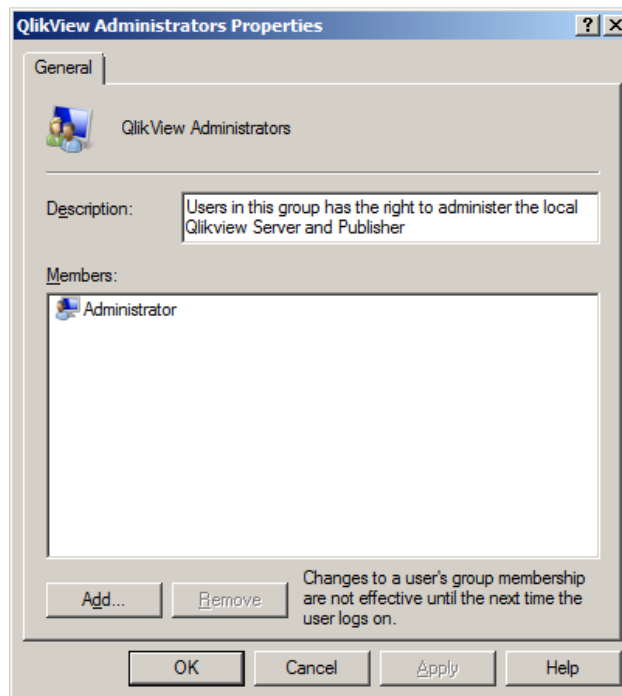 QlikView Administrators Properties
General
QlikView Administrators
Description:
Users in this group has the right to administer the local
Qlikview Server and Publisher
Members:
Administrator
Add...
Remove
Changes to a user's group membership
are not effective until the next time the
user logs on.
OK
Cancel
Apply
Help